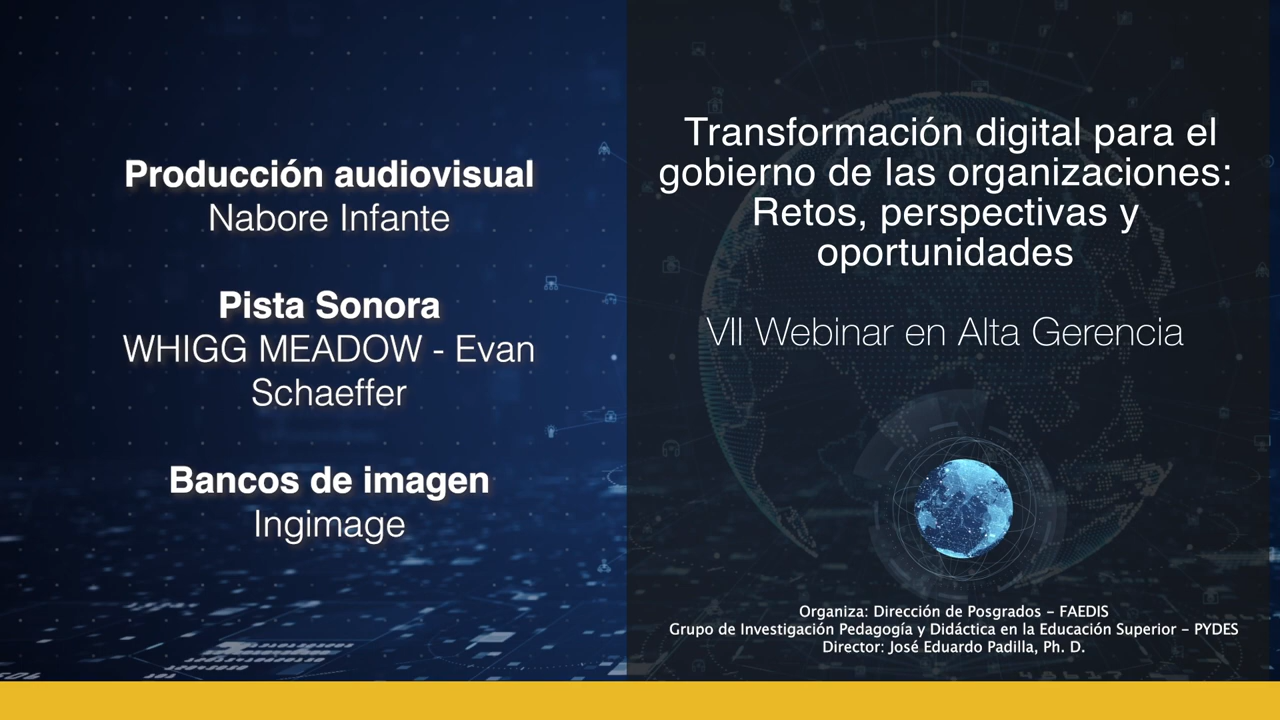 Producción audiovisual
Nabore Infante
Pista Sonora
WHIGG MEADOW - Evan
Schaeffer
Bancos de imagen
Ingimage
Transformación digital para el
gobierno de las organizaciones:
Retos, perspectivas y
oportunidades
VII Webinar en Alta Gerencia
Organiza: Dirección de Posgrados – FAEDIS
Grupo de Investigación Pedagogía y Didáctica en la Educación Superior – PYDES
Director: José Eduardo Padilla, Ph. D.